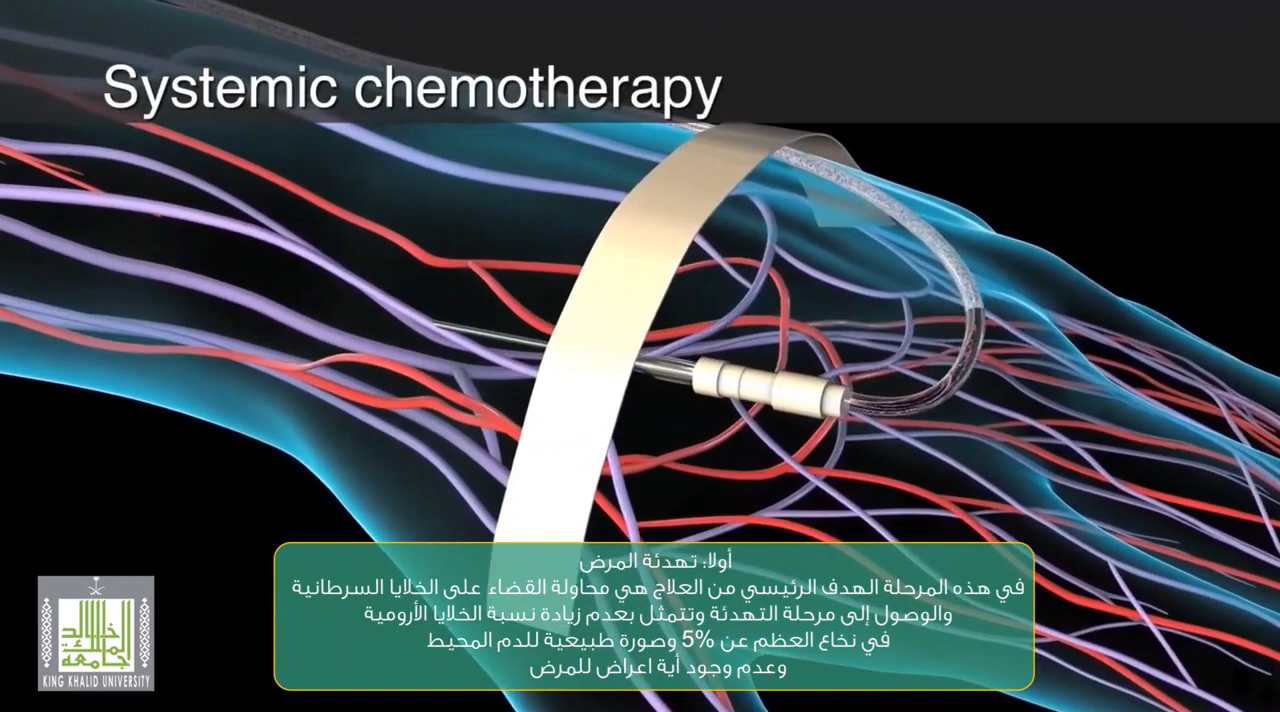 Systemic chemotherapy
أولا: تهدئة المرض
في هذه المرحلة الهدف الرئيسي من العلاج هي محاولة القضاء على الخلايا السرطانية
والوصول إلى مرحلة التهدئة وتتمثل بعدم زيادة نسبة الخلايا الأرومية
في نخاع العظم عن 5% وصورة طبيعية للدم المحيط
وعدم وجود أية اعراض للمرض
جامعة الملك خالد
KING KHALID UNIVERSITY